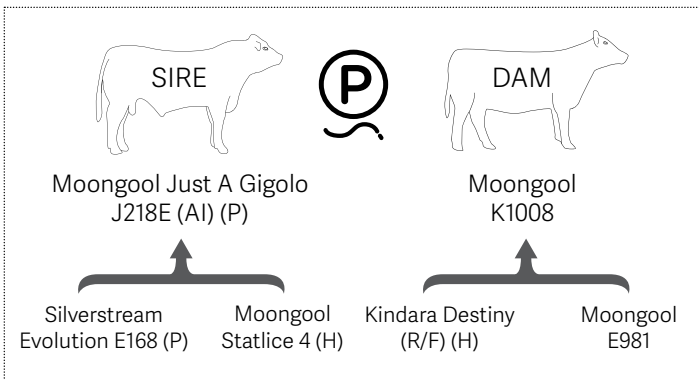 SIRE
P
DAM
Moongool Just A Gigolo
J218E (AI) (P)
Moongool
K1008
Silverstream
Evolution E168 (P)
Moongool
Statlice 4 (H)
Kindara Destiny
(R/F) (H)
Moongool
E981